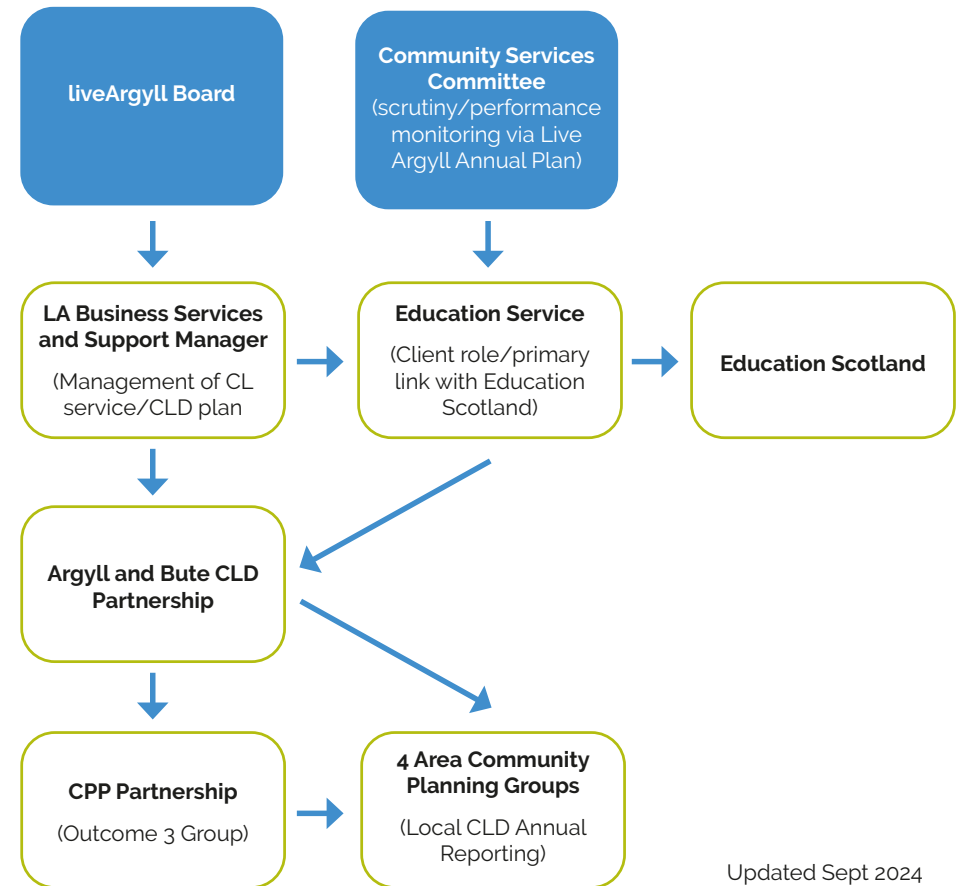 liveArgyll Board
Community Services
Committee
(scrutiny/performance
monitoring via Live
Argyll Annual Plan)
LA Business Services
and Support Manager
(Management of CL
service/CLD plan
Education Service
(Client role/primary
link with Education
Scotland)
Education Scotland
Argyll and Bute CLD
Partnership
CPP Partnership
(Outcome 3 Group)
4 Area Community
Planning Groups
(Local CLD Annual
Reporting)
Updated Sept 2024